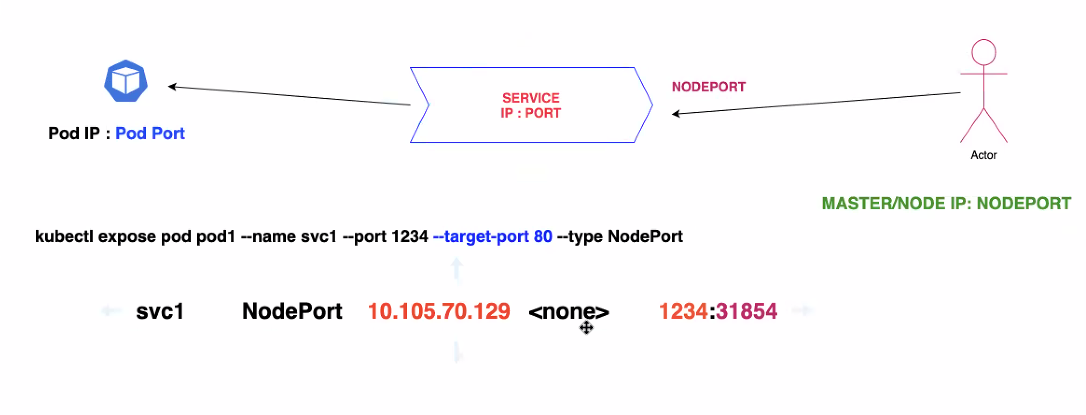 SERVICE
IP : PORT
NODEPORT
Pod IP : Pod Port
Actor
MASTER/NODE IP: NODEPORT
kubectl expose pod pod1 --name svc1 --port 1234 --target-port 80 --type NodePort
svc1 NodePort 10.105.70.129 <none> 1234:31854